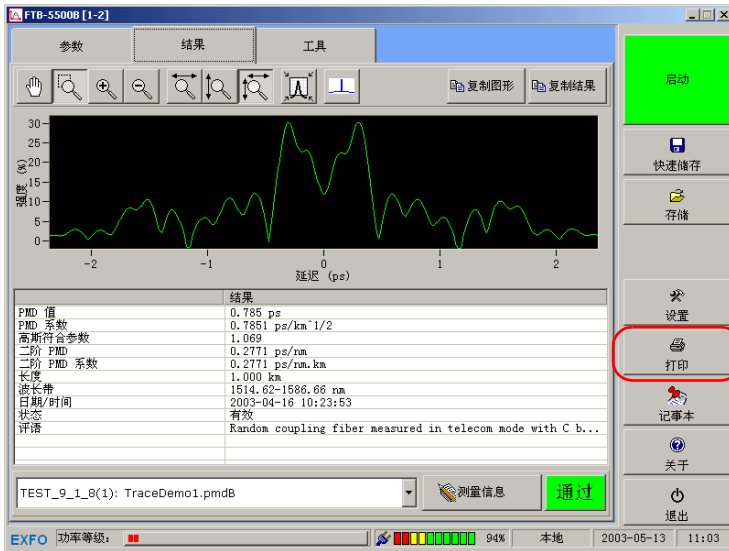 FTB-5500B [1-2]
参数 结果 工具
复制图形 复制结果
启动
快速储存
存储
设置
打印
记事本
关于
退出
强度 (%)
30
25
20
15
10
5
0
-2 -1 0 1 2
延迟 (ps)
结果
PMD 值 0.785 ps
PMD 系数 0.7851 ps/km^1/2
高斯符合参数 1.069
二阶 PMD 0.2771 ps/nm
二阶 PMD 系数 0.2771 ps/nm.km
长度 1.000 km
波长带 1514.62-1586.66 nm
日期/时间 2003-04-16 10:23:53
状态 有效
评语 Random coupling fiber measured in telecom mode with C b...
TEST_9_1_8(1): TraceDemo1.pmdB 测量信息 通过
EXFO 功率等级: 94% 本地 2003-05-13 11:03